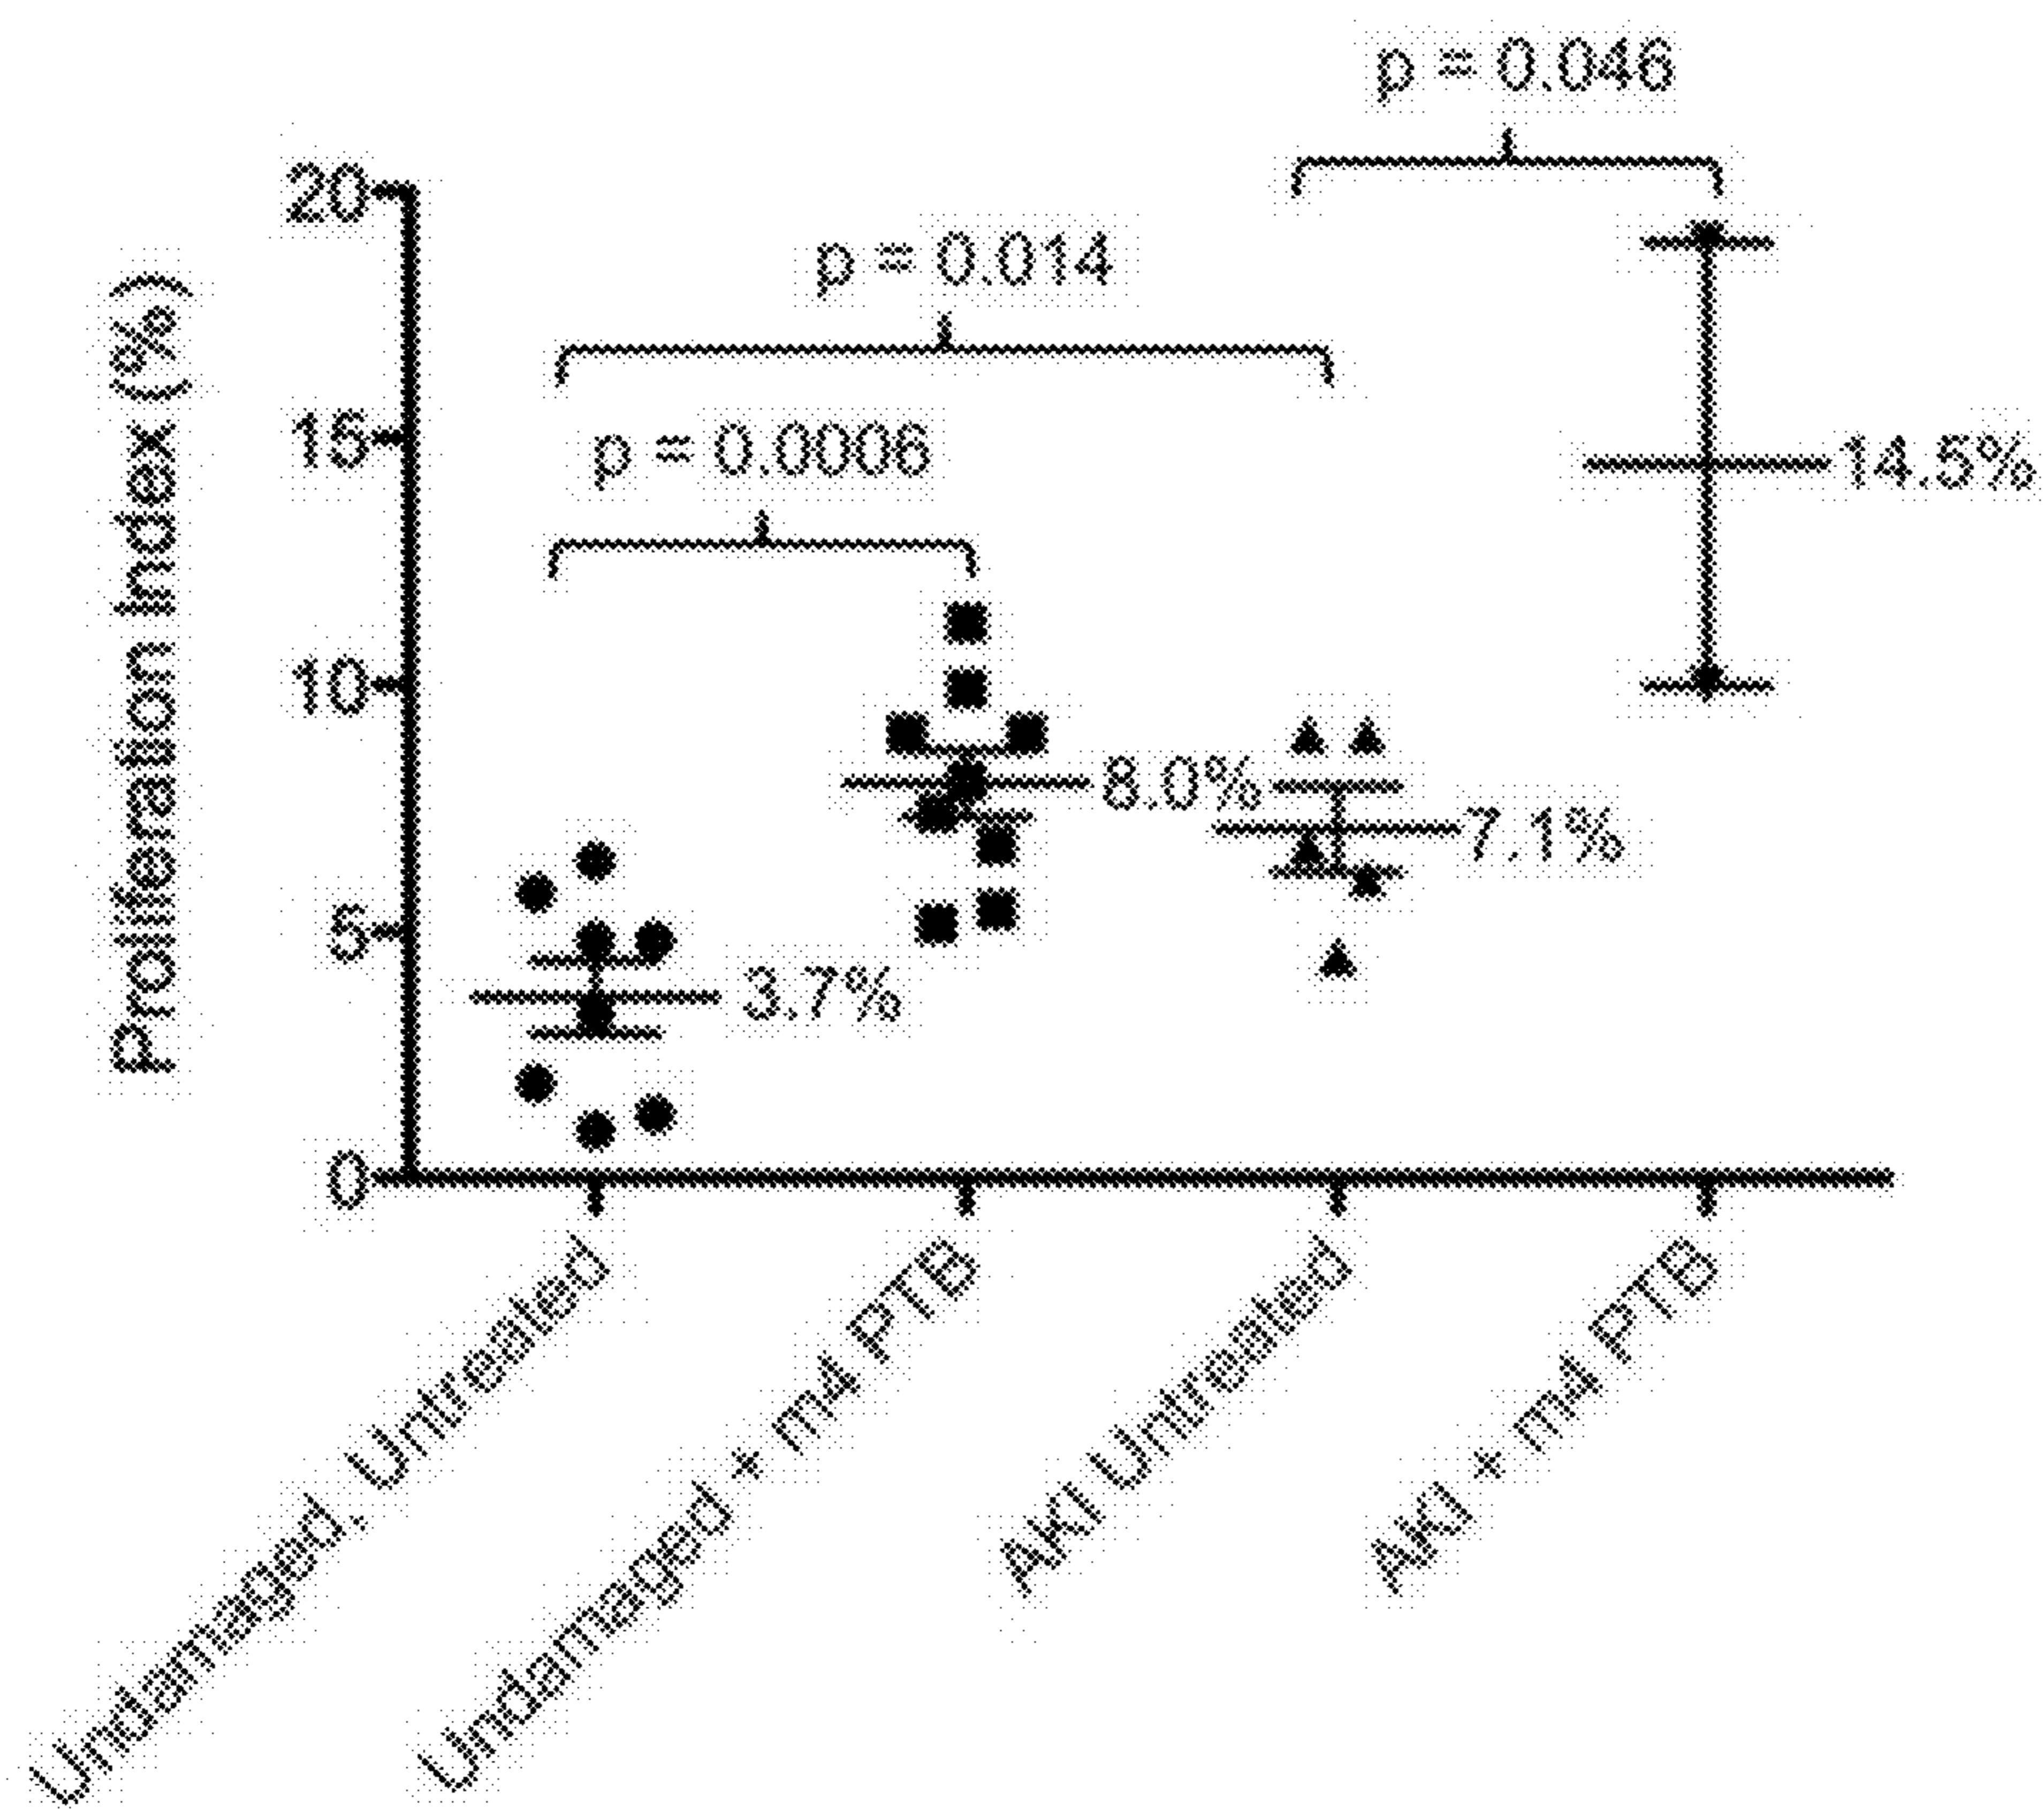 p = 0.046
20
p = 0.014
15
p = 0.0006
14.5%
10
8.0%
7.1%
5
3.7%
0
Proliferation Index (%)
Undamaged, Untreated
Undamaged + m4 PTB
AKI Untreated
AKI + m4 PTB